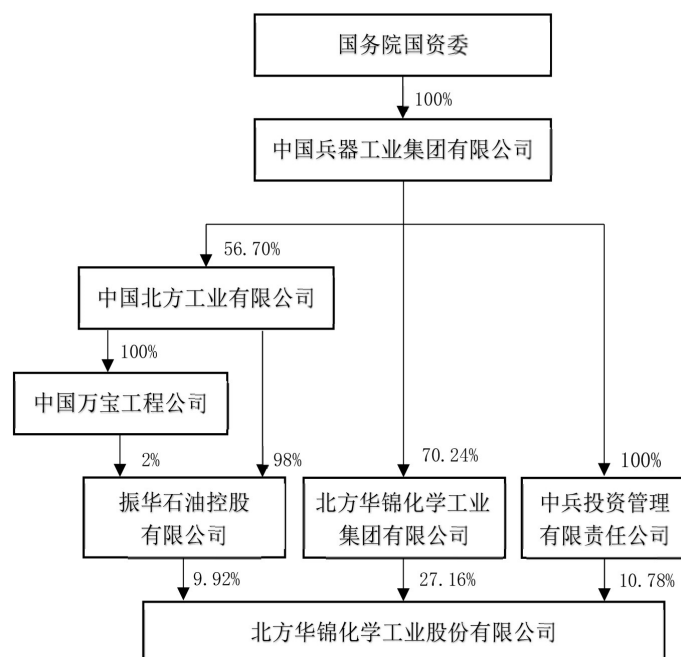 国务院国资委
100%
中国兵器工业集团有限公司
56.70%
中国北方工业有限公司
100%
中国万宝工程公司
2%
98%
70.24%
100%
振华石油控股
有限公司
北方华锦化学工业
集团有限公司
中兵投资管理
有限责任公司
9.92%
27.16%
10.78%
北方华锦化学工业股份有限公司